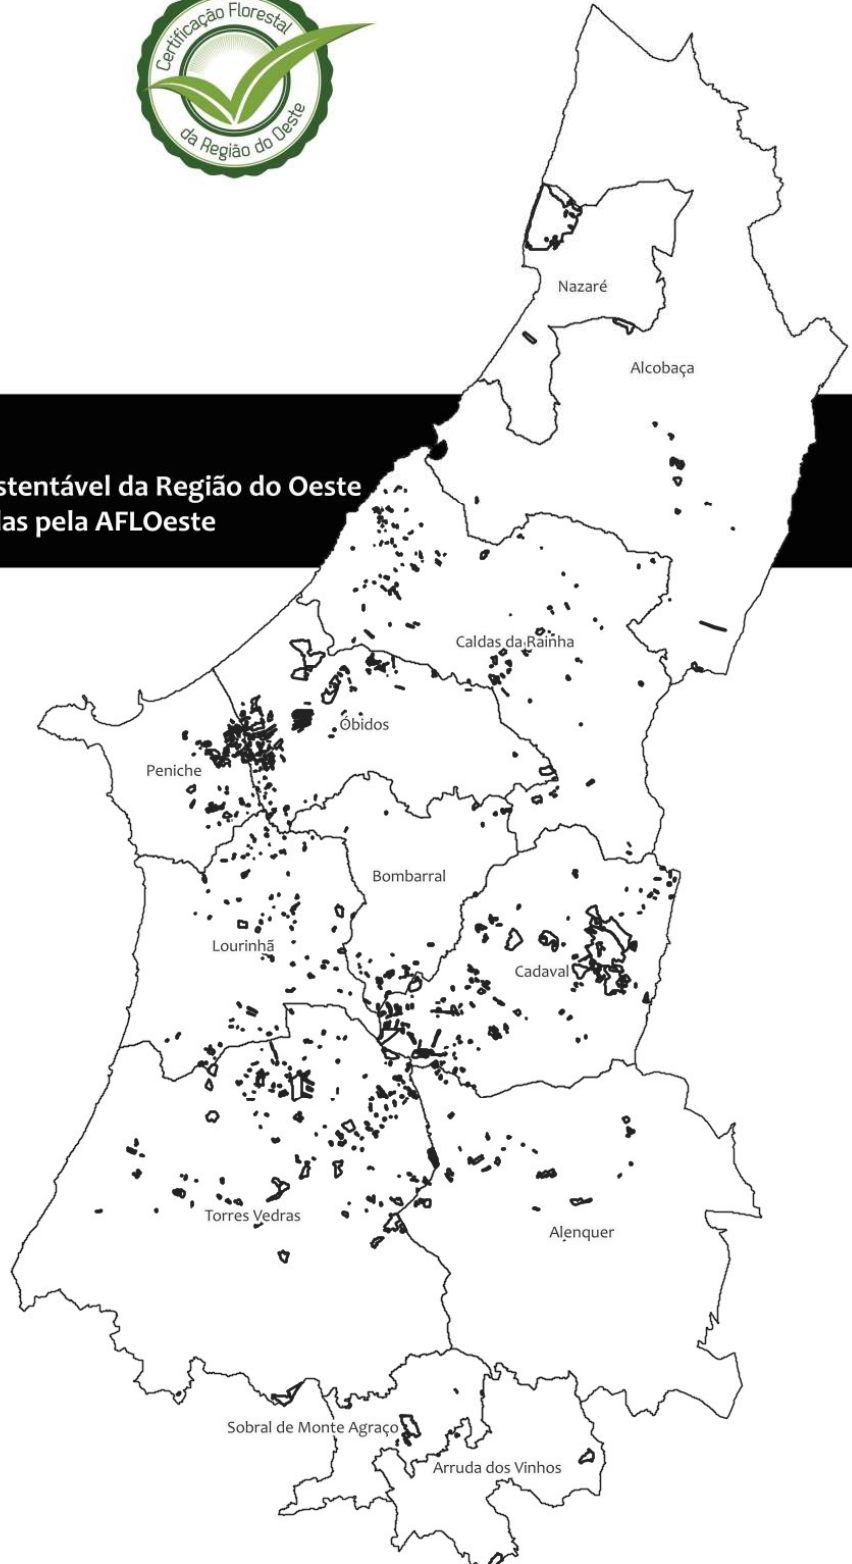 Certificação Florestal
da Região do Oeste
Nazaré
Alcobaça
stentável da Região do Oeste
das pela AFLOeste
Caldas da Rainha
Óbidos
Peniche
Bombarral
Lourinhã
Cadaval
Torres Vedras
Alenquer
Sobral de Monte Agraço
Arruda dos Vinhos